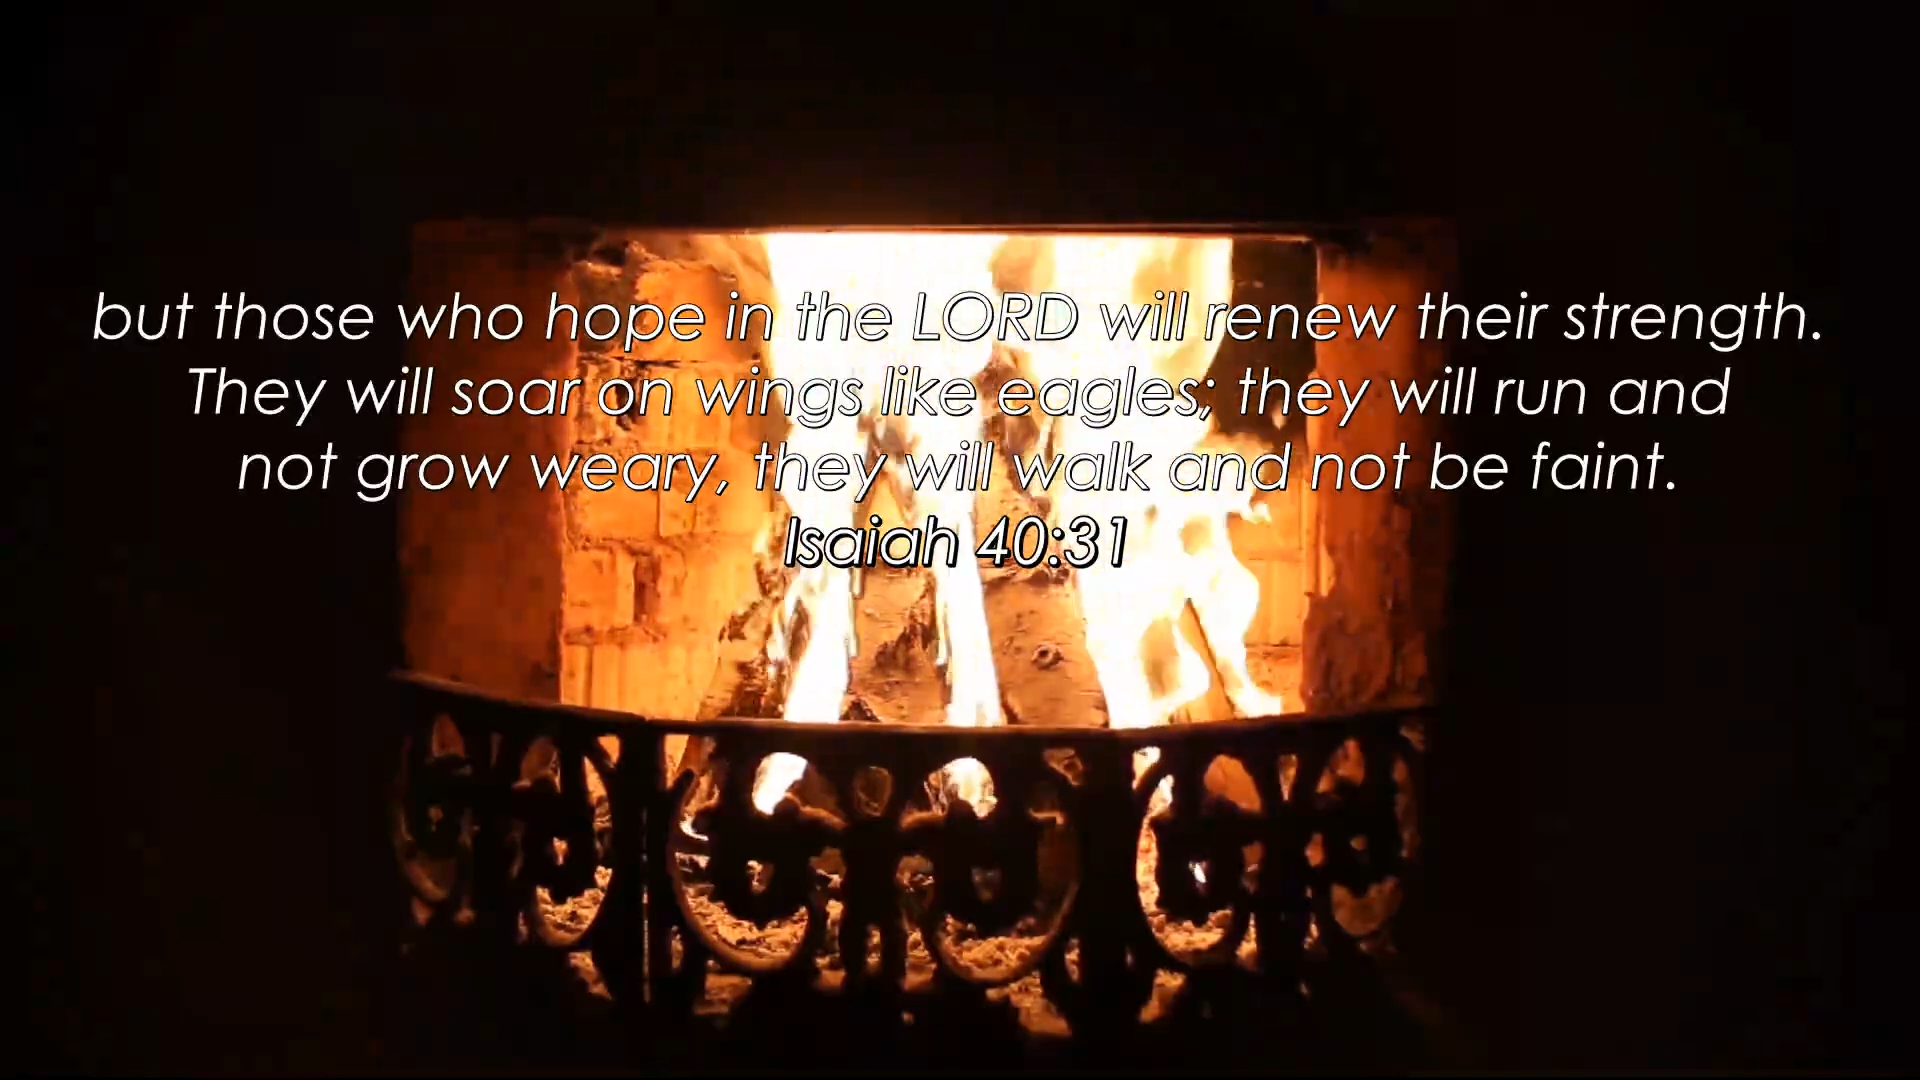 but those who hope in the LORD will renew their strength.
They will soar on wings like eagles; they will run and
not grow weary, they will walk and not be faint.
Isaiah 40:31